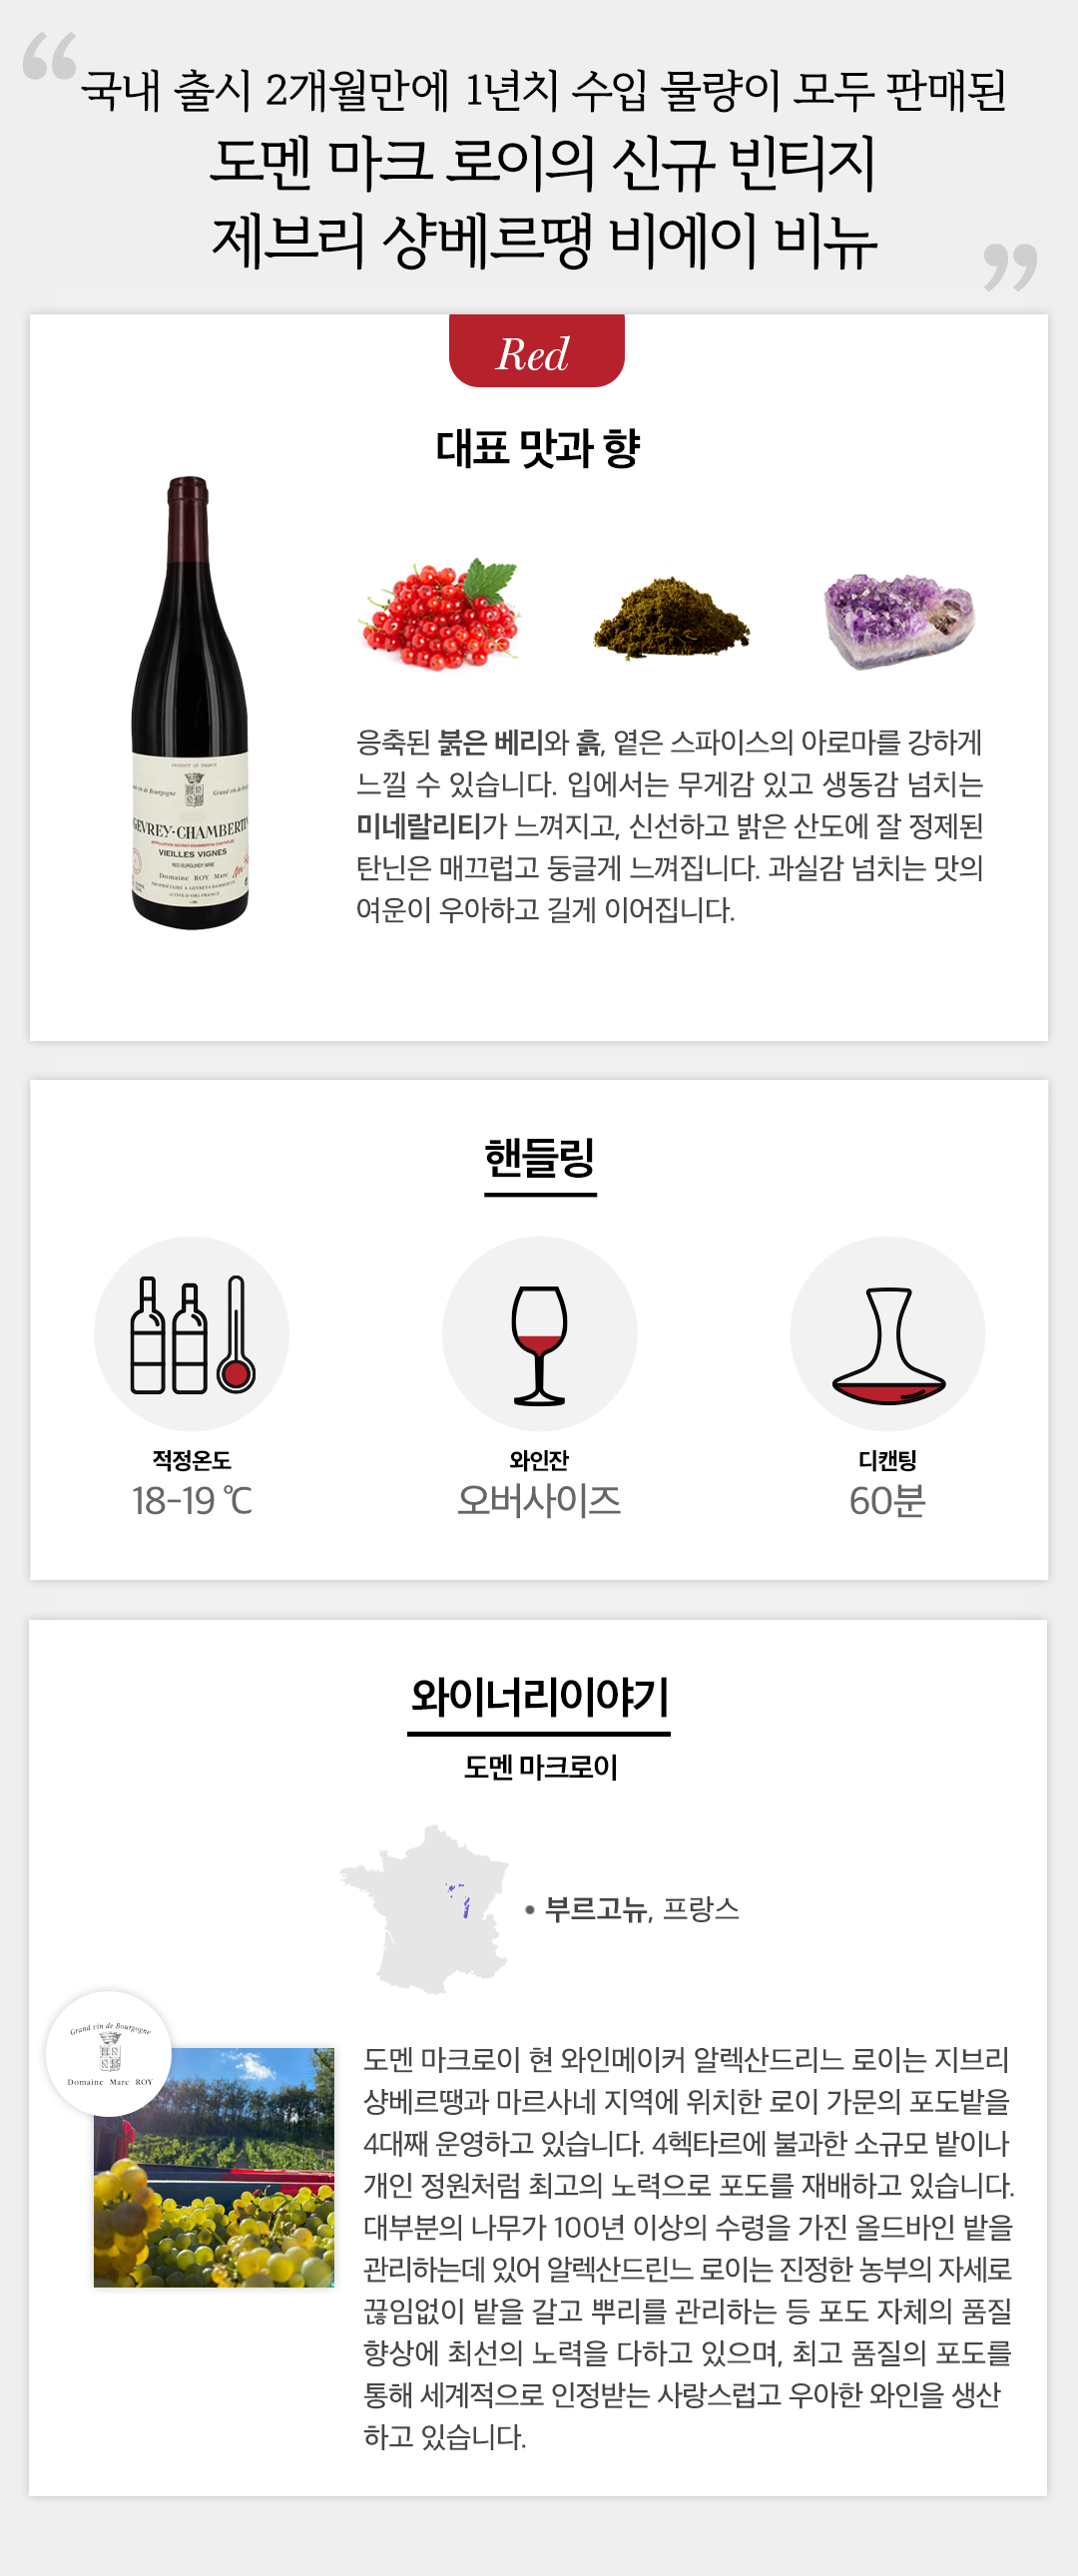 국내 출시 2개월만에 1년치 수입 물량이 모두 판매된
도멘 마크 로이의 신규 빈티지
제브리 샹베르땡 비에이 비뉴
Red
대표 맛과 향
PRODUCT OF FRANCE
vin de Bourgogne
Grand vin de
GEVREY-CHAMBERTIN
APPELLATION GEVREY-CHAMBERTIN CONTRÔLÉE
VIEILLES VIGNES
RED BURGUNDY WINE
Domaine ROY Marc
PROPRIÉTAIRE A GEVREY-CHAMBERTIN
(CÔTE-d'OR) FRANCE
응축된 붉은 베리와 흙, 옅은 스파이스의 아로마를 강하게
느낄 수 있습니다. 입에서는 무게감 있고 생동감 넘치는
미네랄리티가 느껴지고, 신선하고 밝은 산도에 잘 정제된
탄닌은 매끄럽고 둥글게 느껴집니다. 과실감 넘치는 맛의
여운이 우아하고 길게 이어집니다.
핸들링
적정온도
18-19 ℃
와인잔
오버사이즈
디캔팅
60분
와이너리이야기
도멘 마크로이
• 부르고뉴, 프랑스
Grand vin de Bourgogne
Domaine Marc ROY
도멘 마크로이 현 와인메이커 알렉산드리느 로이는 지브리
샹베르땡과 마르사네 지역에 위치한 로이 가문의 포도밭을
4대째 운영하고 있습니다. 4헥타르에 불과한 소규모 밭이나
개인 정원처럼 최고의 노력으로 포도를 재배하고 있습니다.
대부분의 나무가 100년 이상의 수령을 가진 올드바인 밭을
관리하는데 있어 알렉산드린느 로이는 진정한 농부의 자세로
끊임없이 밭을 갈고 뿌리를 관리하는 등 포도 자체의 품질
향상에 최선의 노력을 다하고 있으며, 최고 품질의 포도를
통해 세계적으로 인정받는 사랑스럽고 우아한 와인을 생산
하고 있습니다.